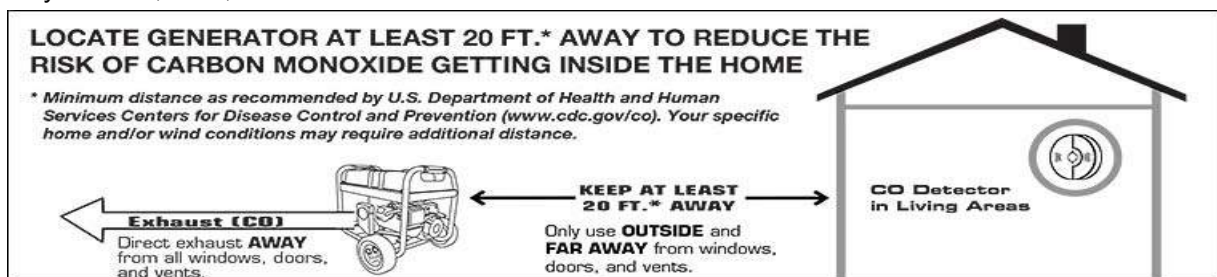 LOCATE GENERATOR AT LEAST 20 FT.* AWAY TO REDUCE THE
RISK OF CARBON MONOXIDE GETTING INSIDE THE HOME
* Minimum distance as recommended by U.S. Department of Health and Human
Services Centers for Disease Control and Prevention (www.cdc.gov/co). Your specific
home and/or wind conditions may require additional distance.
Exhaust (CO)
Direct exhaust AWAY
from all windows, doors,
and vents.
KEEP AT LEAST
20 FT.* AWAY
Only use OUTSIDE and
FAR AWAY from windows,
doors, and vents.
CO Detector
in Living Areas